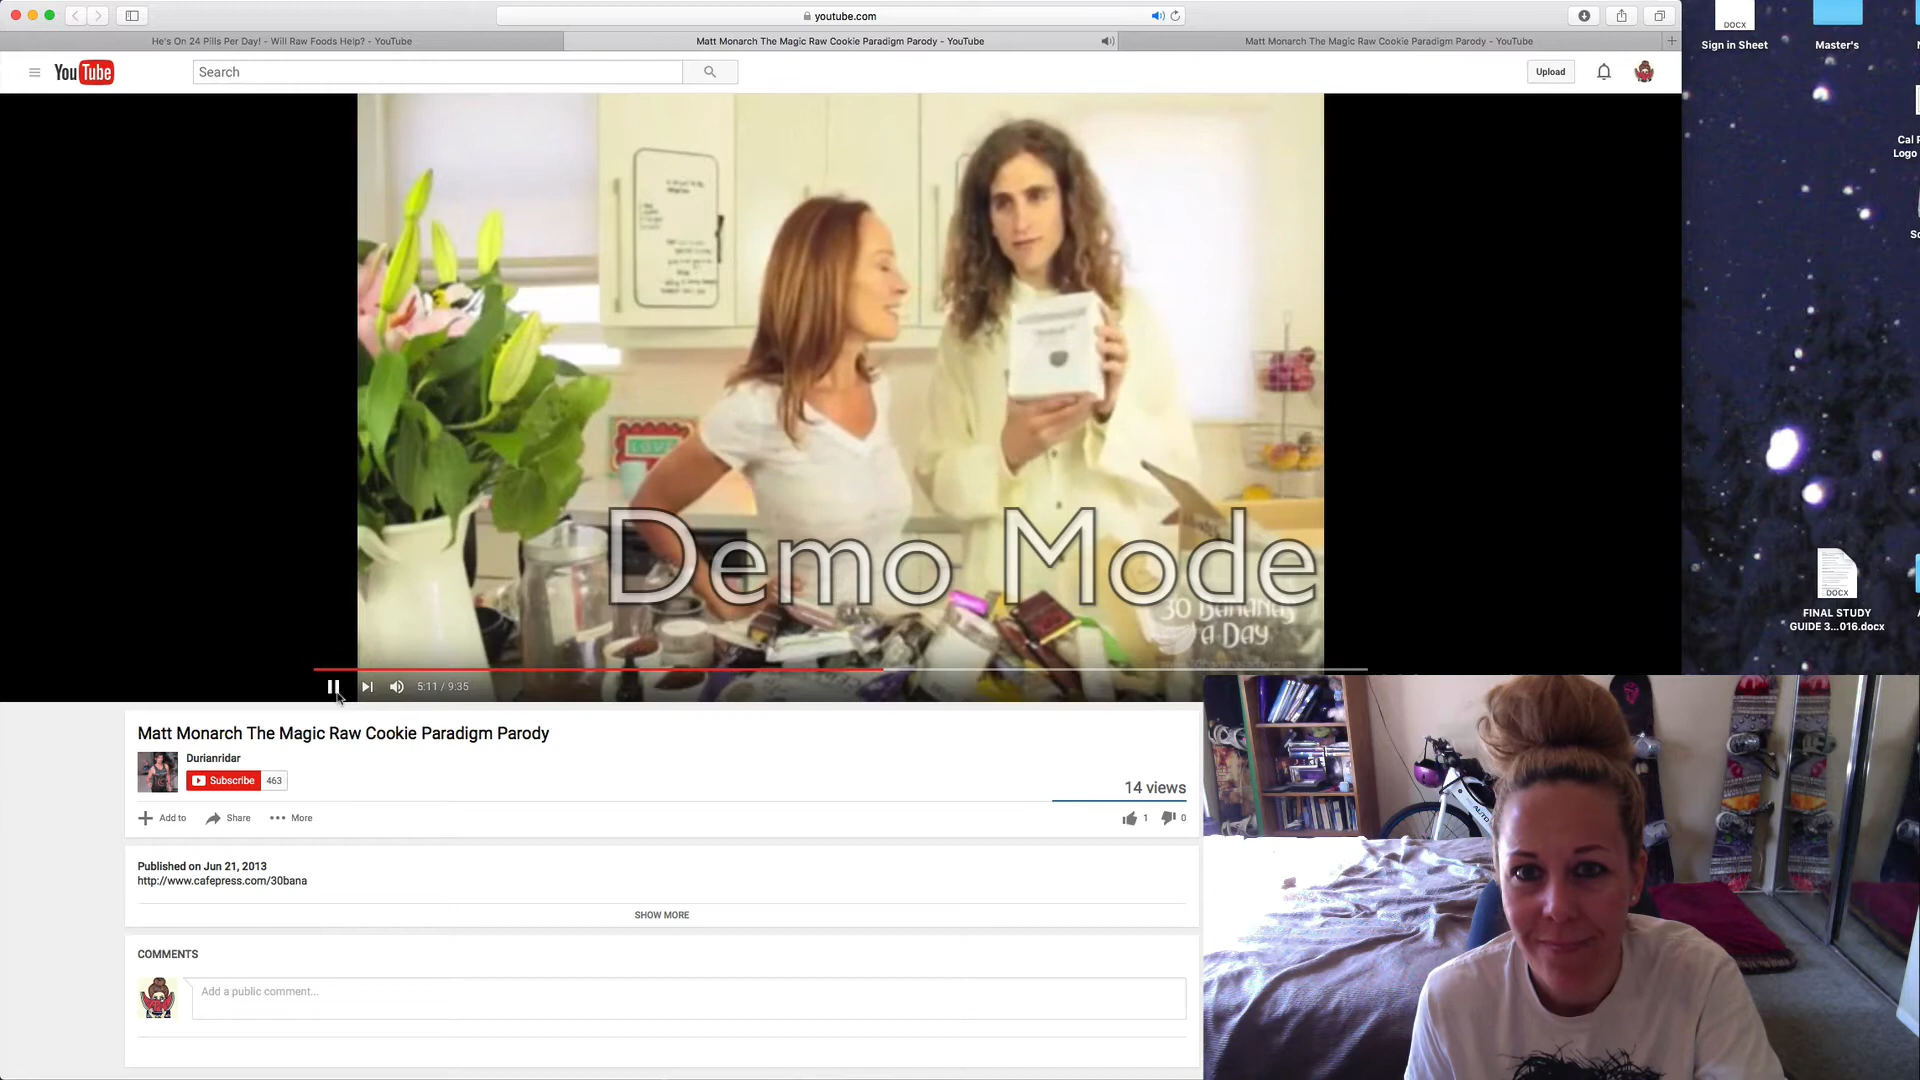 youtube.com
He's On 24 Pills Per Day! - Will Raw Foods Help? - YouTube
Matt Monarch The Magic Raw Cookie Paradigm Parody - YouTube
Matt Monarch The Magic Raw Cookie Paradigm Parody - YouTube
YouTube
Search
Upload
DOCX
Sign in Sheet
Master's
Logo
LOVE
Demo Mode
30 Bananas
a Day
5:11 / 9:35
DOCX
FINAL STUDY
GUIDE 3...016.docx
Matt Monarch The Magic Raw Cookie Paradigm Parody
Durianridar
Subscribe 463
14 views
Add to Share More
1 0
Published on Jun 21, 2013
http://www.cafepress.com/30bana
SHOW MORE
COMMENTS
Add a public comment...